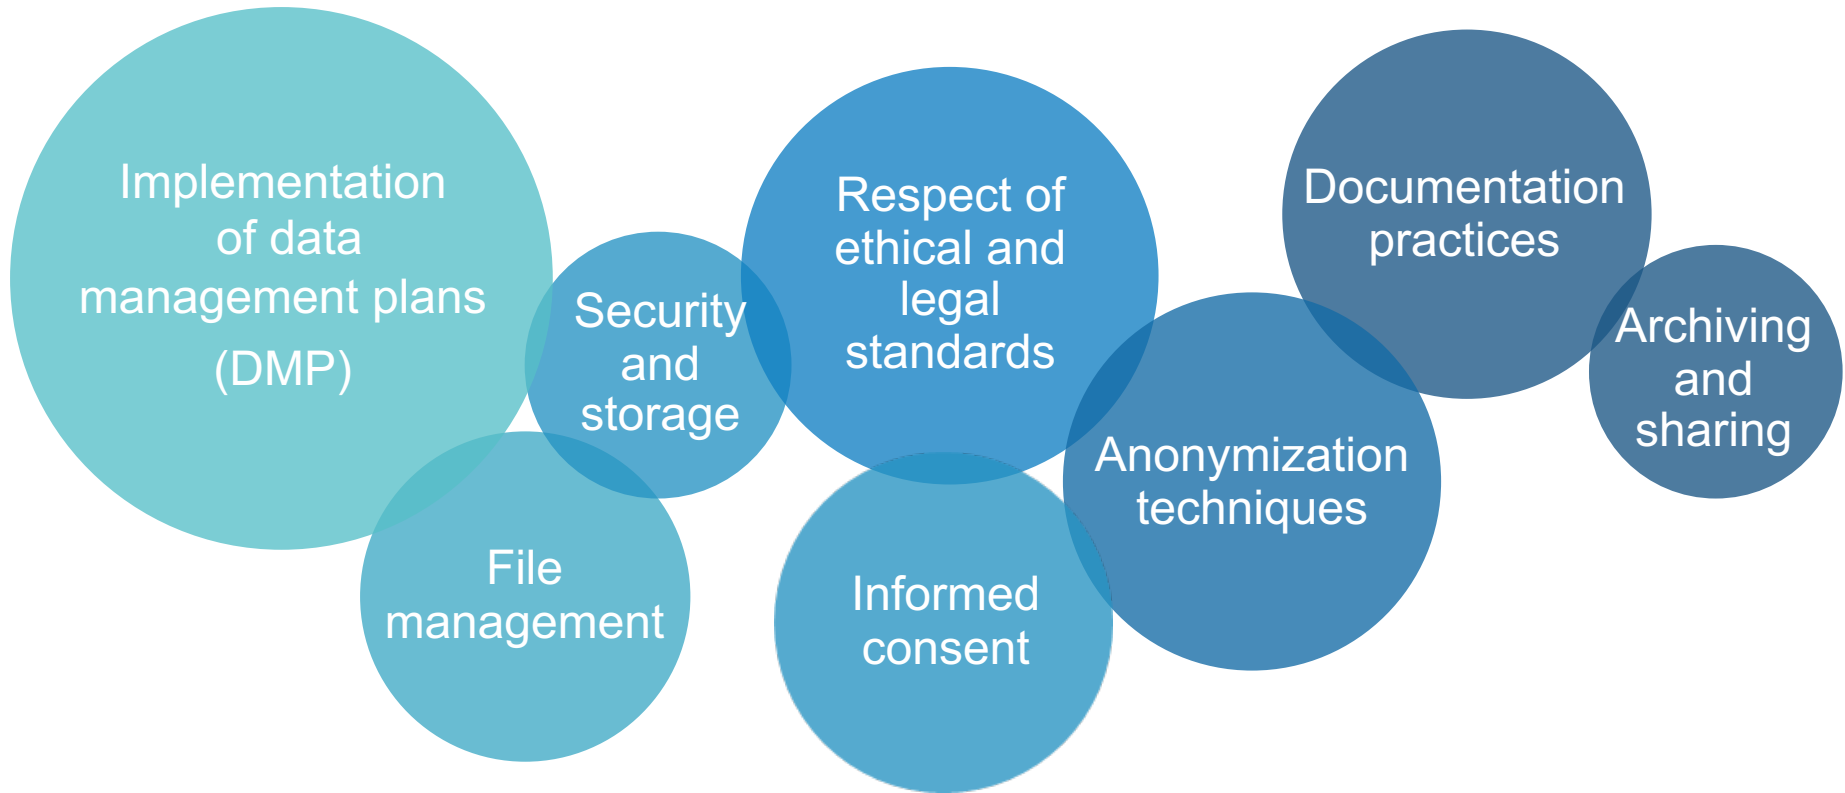 Implementation
of data
management plans
(DMP)
Security
and
storage
File
management
Respect of
ethical and
legal
standards
Informed
consent
Anonymization
techniques
Documentation
practices
Archiving
and
sharing